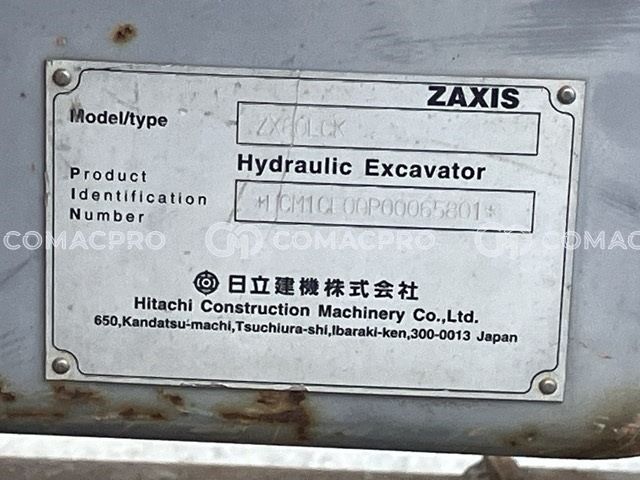 ZAXIS
Model/type ZX80LCK
Hydraulic Excavator
Product
Identification
Number
COMACPRO COMACPRO COMAC
日立建機株式会社
Hitachi Construction Machinery Co.,Ltd.
650,Kandatsu-machi,Tsuchiura-shi,Ibaraki-ken,300-0013 Japan